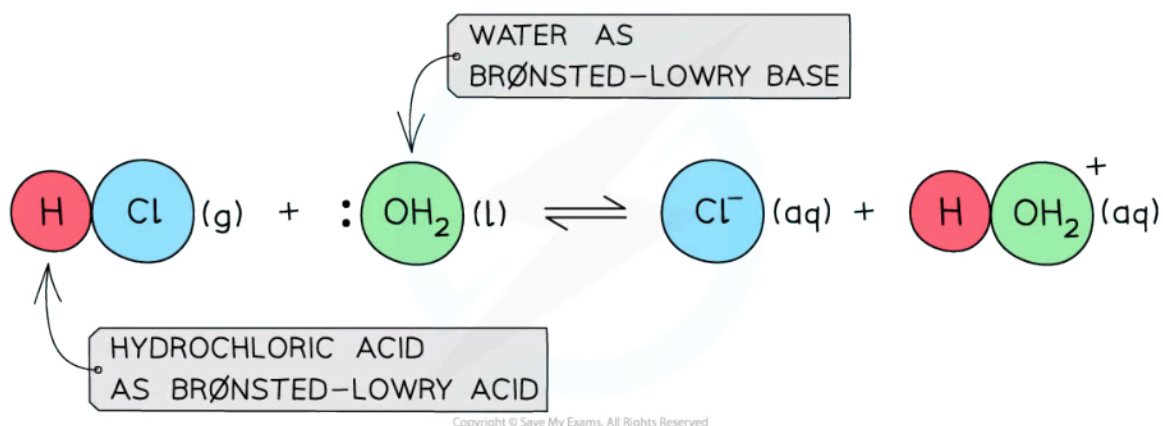 WATER AS
BRØNSTED–LOWRY BASE
H Cl (g) + : OH₂ (l) ⇌ Cl⁻ (aq) + H OH₂⁺ (aq)
HYDROCHLORIC ACID
AS BRØNSTED–LOWRY ACID
Copyright © Save My Exams. All Rights Reserved